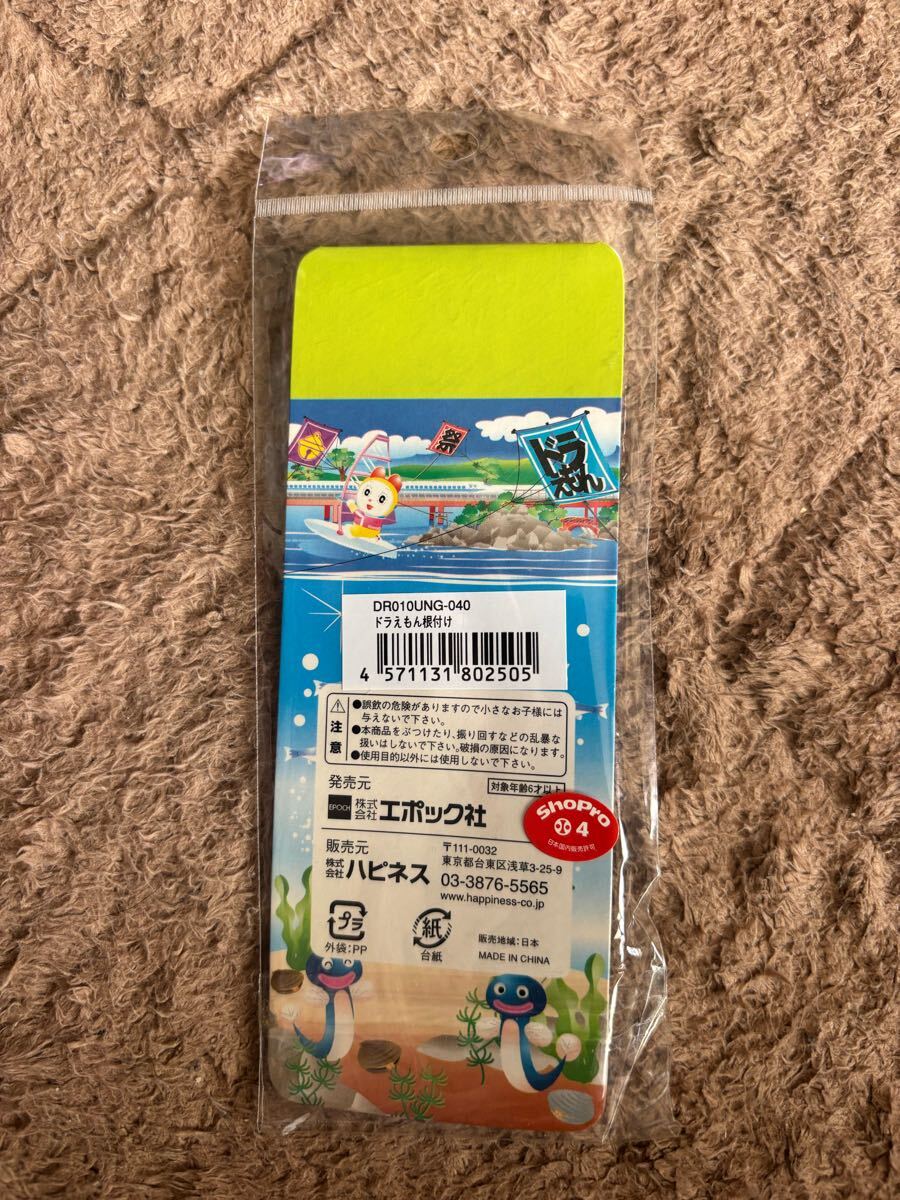 祭り
ドラ
えもん
DR010UNG-040
ドラえもん根付け
4 571131 802505
注意
●誤飲の危険がありますので小さなお子様には
与えないで下さい。
●本商品をぶつけたり、振り回すなどの乱暴な
扱いはしないで下さい。破損の原因になります。
●使用目的以外には使用しないで下さい。
対象年齢6才以上
発売元
EPOCH 株式会社 エポック社
ShoPro
4
日本国内販売許可
販売元
株式会社 ハピネス
〒111-0032
東京都台東区浅草3-25-9
03-3876-5565
www.happiness-co.jp
プラ
外袋:PP
紙
台紙
販売地域:日本
MADE IN CHINA